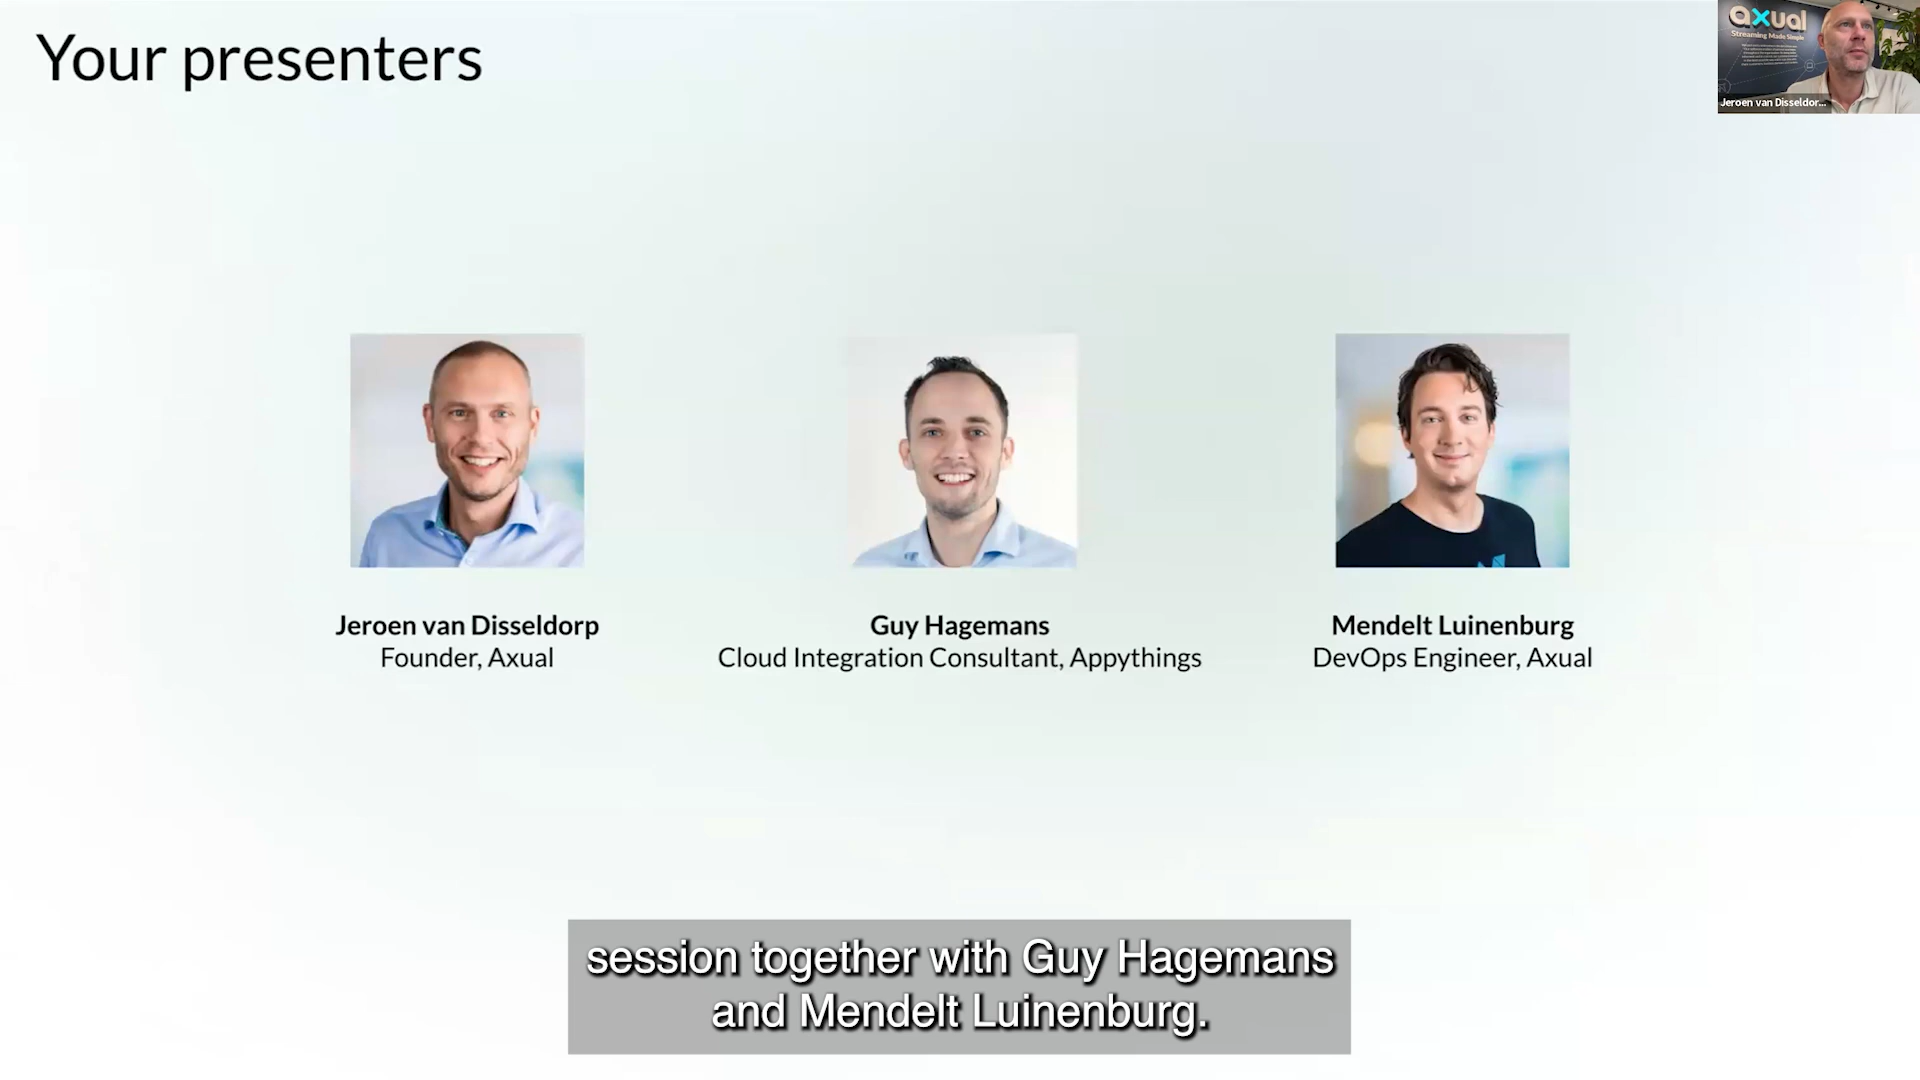 Your presenters
axual
Streaming Made Simple
Jeroen van Disseldor...
Jeroen van Disseldorp
Founder, Axual
Guy Hagemans
Cloud Integration Consultant, Appythings
Mendelt Luinenburg
DevOps Engineer, Axual
session together with Guy Hagemans
and Mendelt Luinenburg.